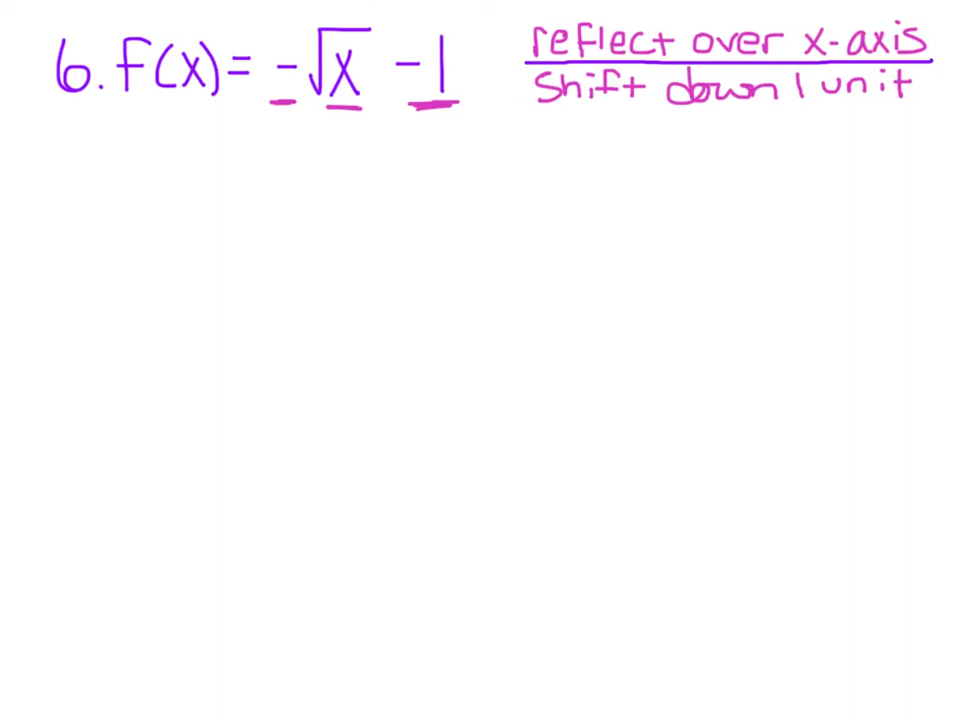 6. f(x) = -√x - 1
reflect over x-axis
shift down 1 unit